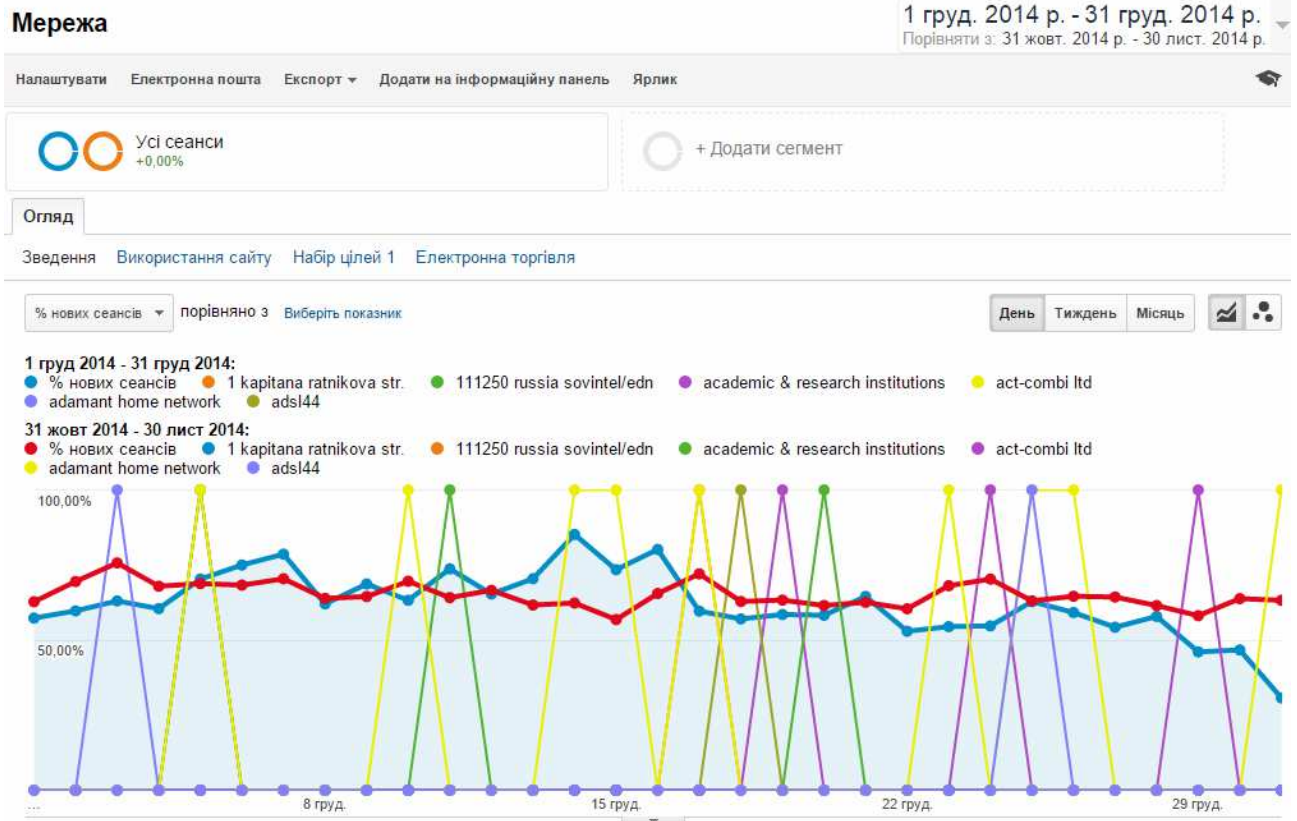 Мережа
1 груд. 2014 р. - 31 груд. 2014 р.
Порівняти з: 31 жовт. 2014 р. - 30 лист. 2014 р.
Налаштувати Електронна пошта Експорт Додати на інформаційну панель Ярлик
Усі сеанси
+0,00%
+ Додати сегмент
Огляд
Зведення Використання сайту Набір цілей 1 Електронна торгівля
% нових сеансів порівняно з Виберіть показник День Тиждень Місяць
1 груд 2014 - 31 груд 2014:
% нових сеансів 1 kapitana ratnikova str. 111250 russia sovintel/edn academic & research institutions act-combi ltd
adamant home network adsl44
31 жовт 2014 - 30 лист 2014:
% нових сеансів 1 kapitana ratnikova str. 111250 russia sovintel/edn academic & research institutions act-combi ltd
adamant home network adsl44
100,00%
50,00%
... 8 груд. 15 груд. 22 груд. 29 груд.